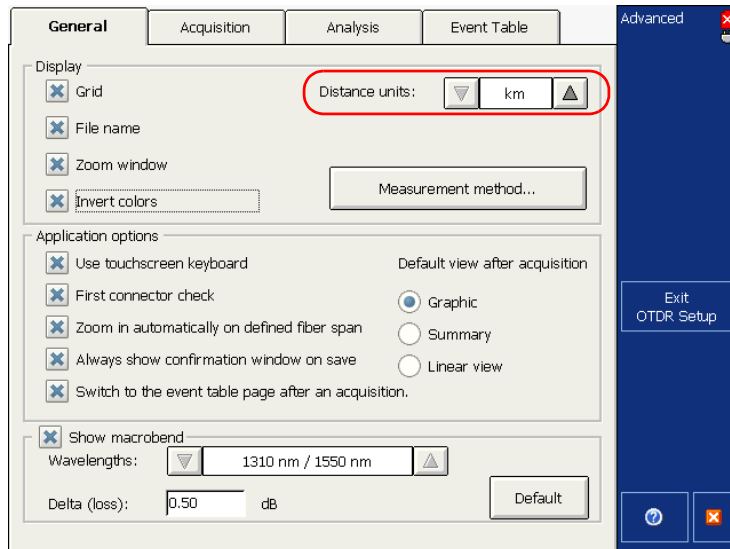 General
Acquisition
Analysis
Event Table
Advanced
Display
Grid
Distance units:
km
File name
Zoom window
Invert colors
Measurement method...
Application options
Use touchscreen keyboard
First connector check
Zoom in automatically on defined fiber span
Always show confirmation window on save
Switch to the event table page after an acquisition.
Default view after acquisition
Graphic
Summary
Linear view
Exit
OTDR Setup
Show macrobend
Wavelengths:
1310 nm / 1550 nm
Delta (loss):
0.50
dB
Default
?